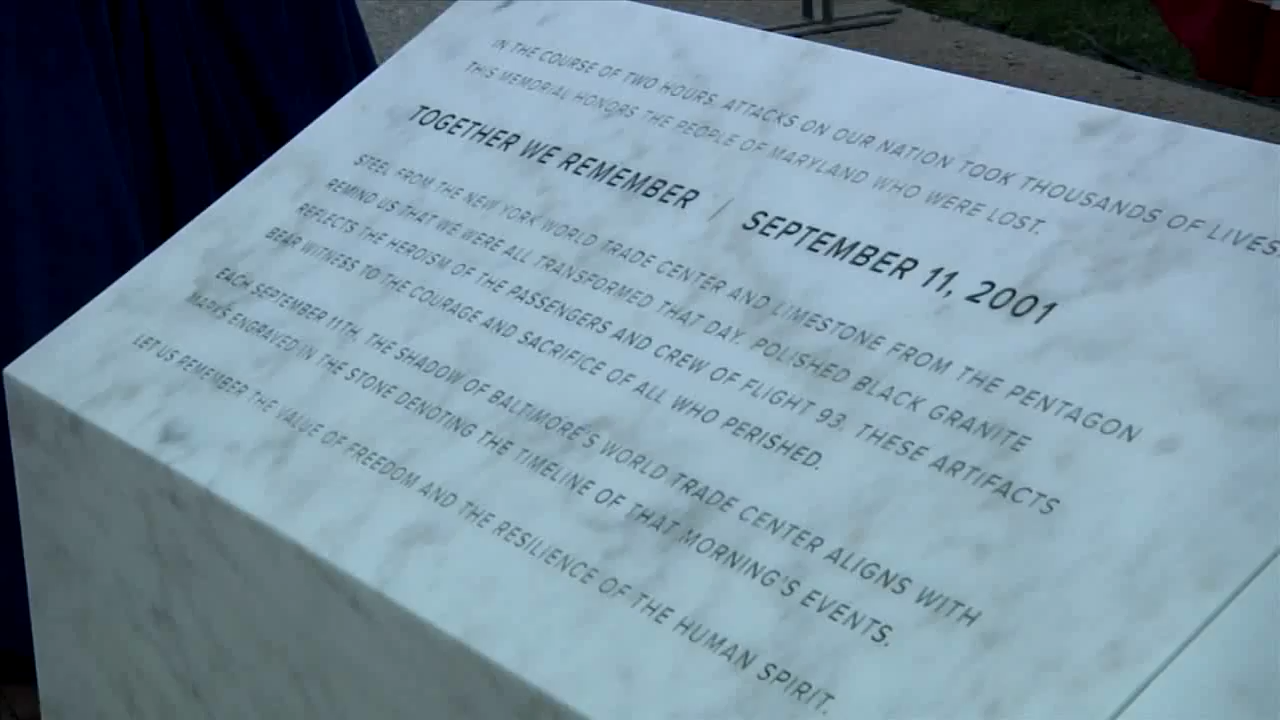 IN THE COURSE OF TWO HOURS, ATTACKS ON OUR NATION TOOK THOUSANDS OF LIVES.
THIS MEMORIAL HONORS THE PEOPLE OF MARYLAND WHO WERE LOST.
TOGETHER WE REMEMBER / SEPTEMBER 11, 2001
STEEL FROM THE NEW YORK WORLD TRADE CENTER AND LIMESTONE FROM THE PENTAGON
REMIND US THAT WE WERE ALL TRANSFORMED THAT DAY. POLISHED BLACK GRANITE
REFLECTS THE HEROISM OF THE PASSENGERS AND CREW OF FLIGHT 93. THESE ARTIFACTS
BEAR WITNESS TO THE COURAGE AND SACRIFICE OF ALL WHO PERISHED.
EACH SEPTEMBER 11TH, THE SHADOW OF BALTIMORE'S WORLD TRADE CENTER ALIGNS WITH
MARKS ENGRAVED IN THE STONE DENOTING THE TIMELINE OF THAT MORNING'S EVENTS.
LET US REMEMBER THE VALUE OF FREEDOM AND THE RESILIENCE OF THE HUMAN SPIRIT.